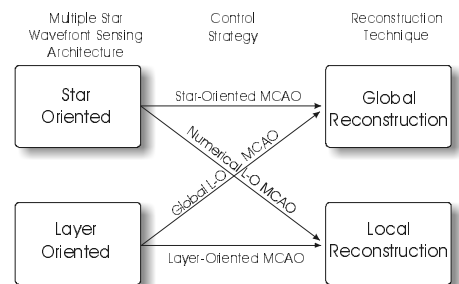 Multiple Star
Wavefront Sensing
Architecture
Control
Strategy
Reconstruction
Technique
Star
Oriented
Star-Oriented MCAO
Global
Reconstruction
Numerical L-O MCAO
Global L-O MCAO
Layer
Oriented
Layer-Oriented MCAO
Local
Reconstruction